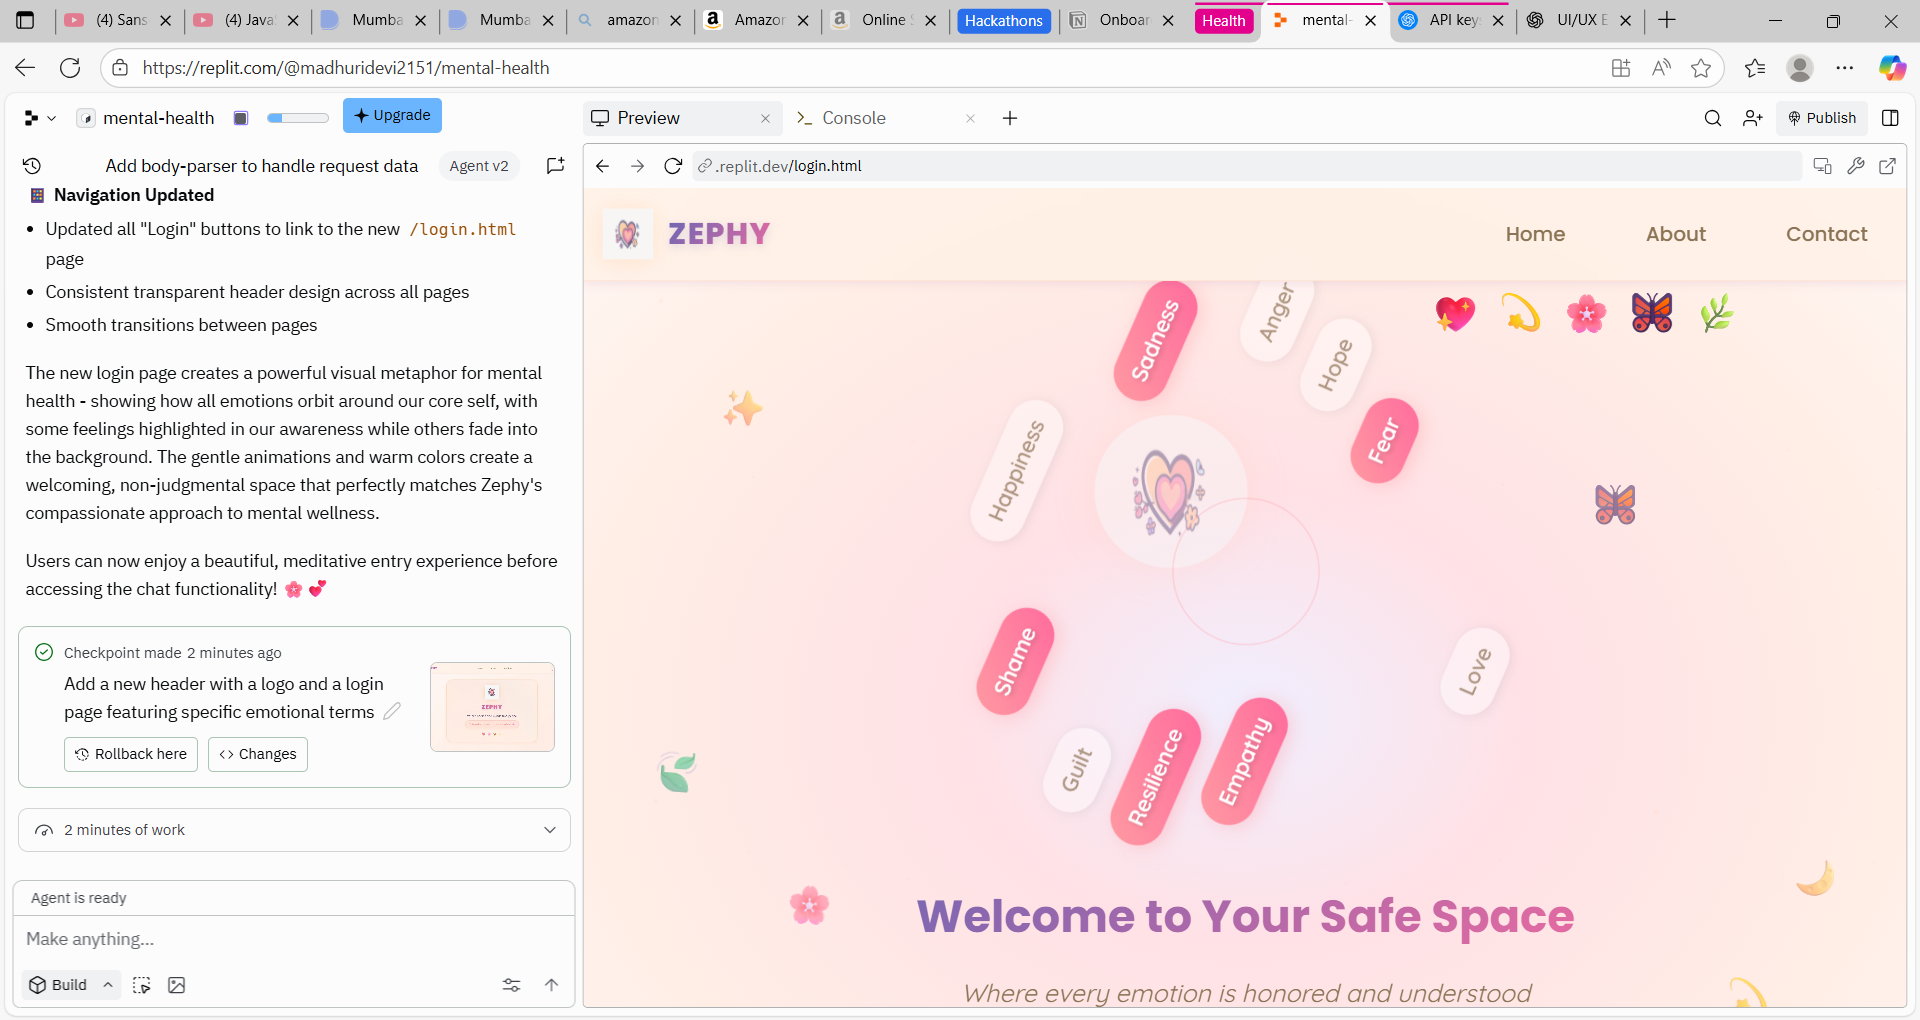 (4) Sans
(4) Java
Mumba
Mumba
amazon
Amazon
Online S
Hackathons
Onboar
Health
mental-
API key
UI/UX E
https://replit.com/@madhuridevi2151/mental-health
mental-health
Upgrade
Preview
Console
Publish
Add body-parser to handle request data
Agent v2
.replit.dev/login.html
Navigation Updated
• Updated all "Login" buttons to link to the new /login.html
page
• Consistent transparent header design across all pages
• Smooth transitions between pages
The new login page creates a powerful visual metaphor for mental
health - showing how all emotions orbit around our core self, with
some feelings highlighted in our awareness while others fade into
the background. The gentle animations and warm colors create a
welcoming, non-judgmental space that perfectly matches Zephy's
compassionate approach to mental wellness.
Users can now enjoy a beautiful, meditative entry experience before
accessing the chat functionality! 🌸 💕
Checkpoint made 2 minutes ago
Add a new header with a logo and a login
page featuring specific emotional terms
Rollback here
Changes
2 minutes of work
Agent is ready
Make anything...
Build
ZEPHY
Home
About
Contact
Sadness
Anger
Hope
Fear
Happiness
Shame
Love
Guilt
Resilience
Empathy
Welcome to Your Safe Space
Where every emotion is honored and understood